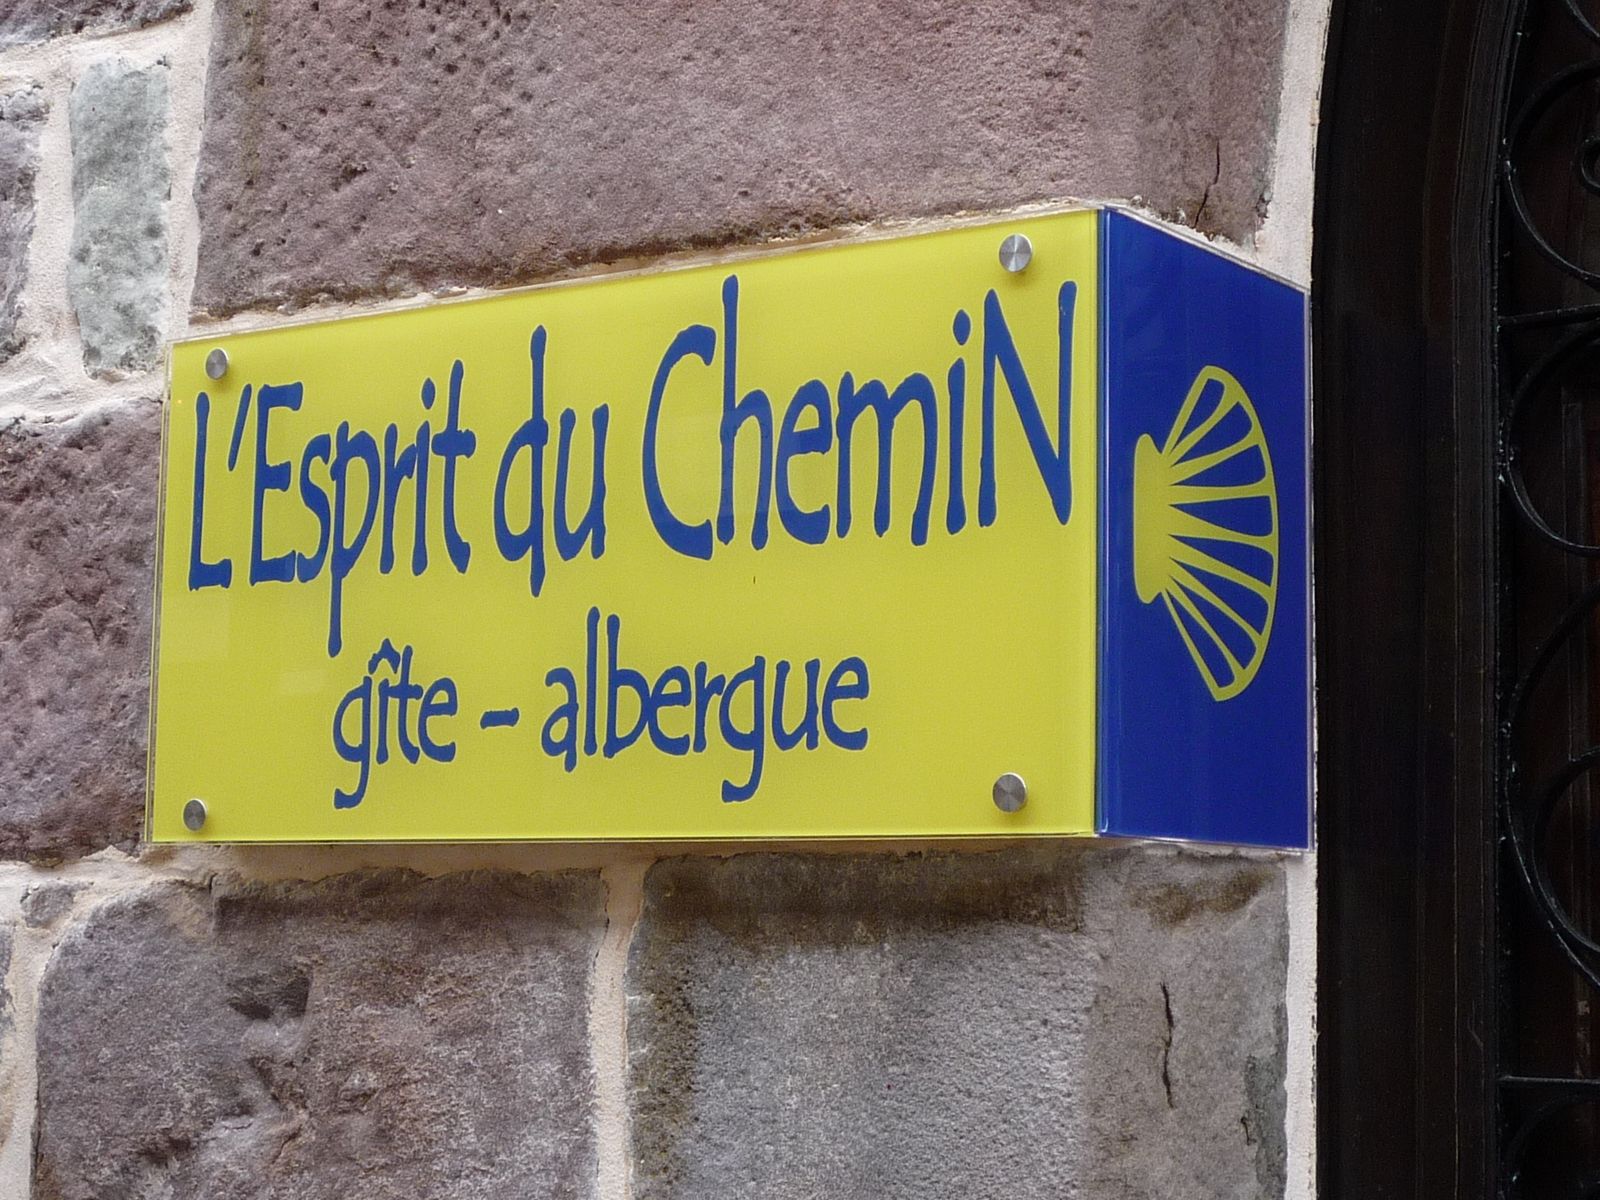 L'Esprit du ChemiN
gîte - albergue